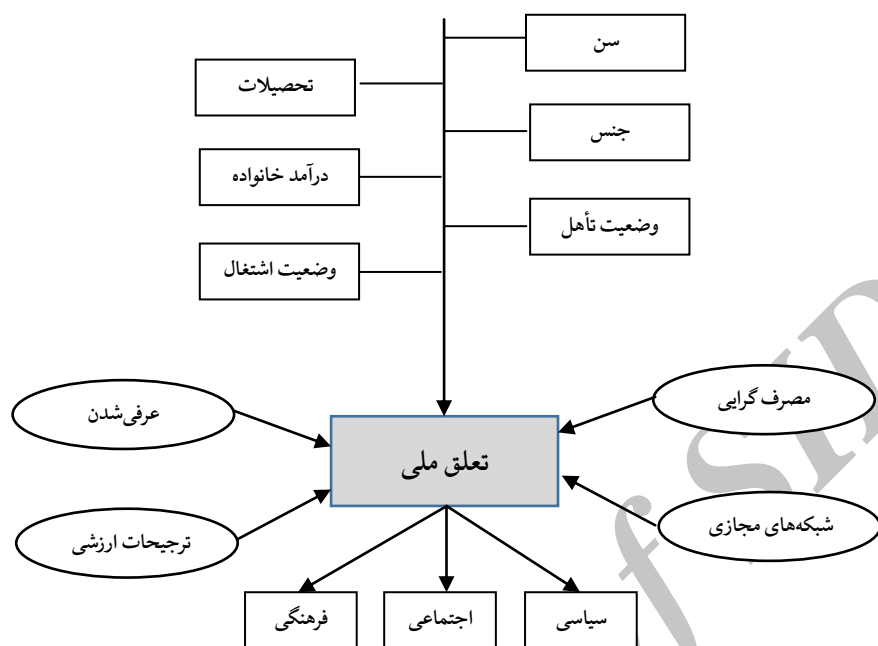 سن
تحصیلات
جنس
درآمد خانواده
وضعیت تأهل
وضعیت اشتغال
مصرف گرایی
عرفی‌شدن
تعلق ملی
شبکه‌های مجازی
ترجیحات ارزشی
سیاسی
اجتماعی
فرهنگی
f SID